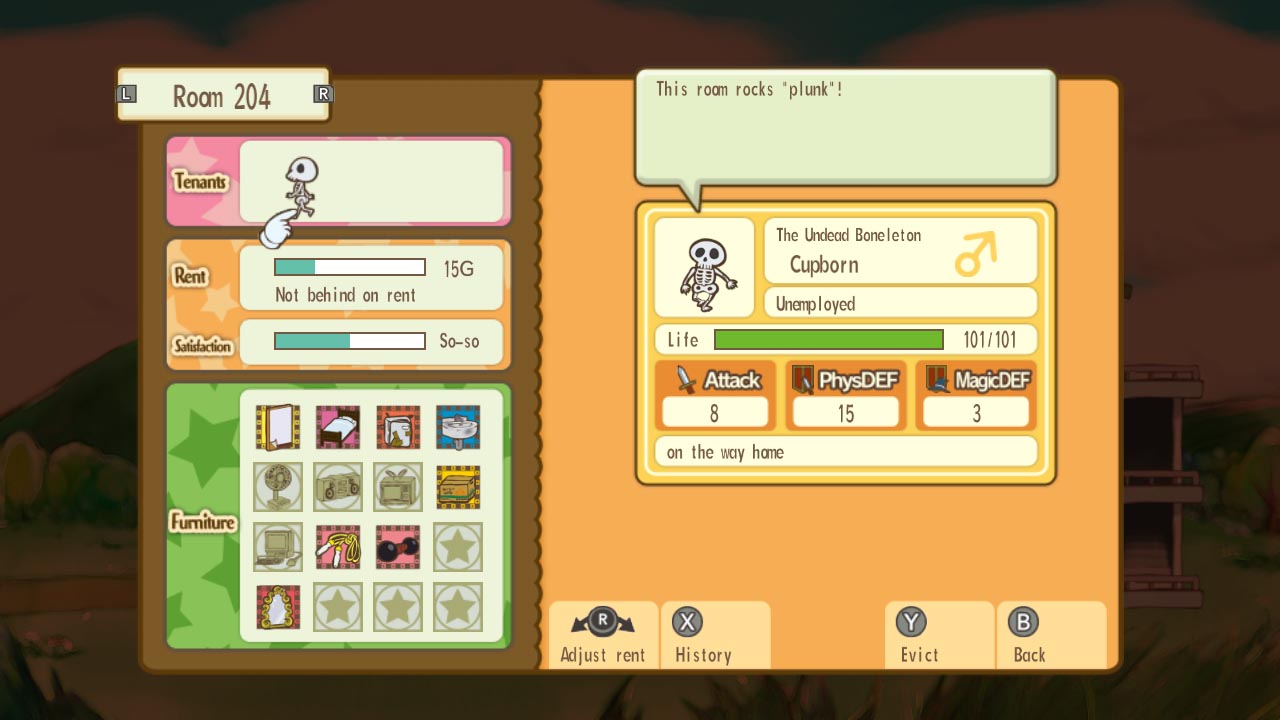 L Room 204 R
Tenants
Rent
15G
Not behind on rent
Satisfaction
So-so
Furniture
This room rocks "plunk"!
The Undead Boneleton
Cupborn
Unemployed
Life 101/101
Attack PhysDEF MagicDEF
8 15 3
on the way home
R X Y B
Adjust rent History Evict Back